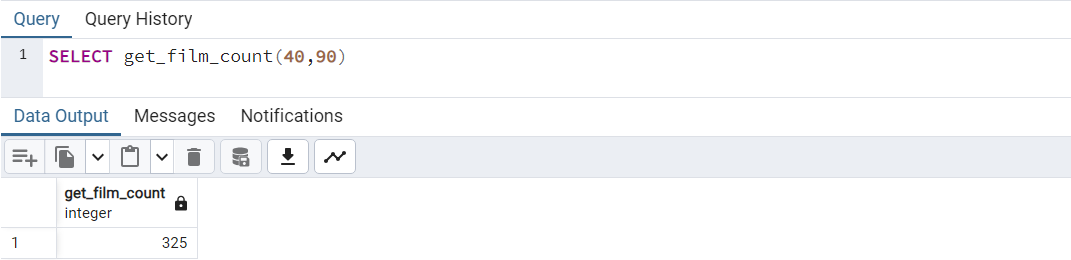 Query Query History
1 SELECT get_film_count(40,90)
Data Output Messages Notifications
get_film_count
integer
1 325